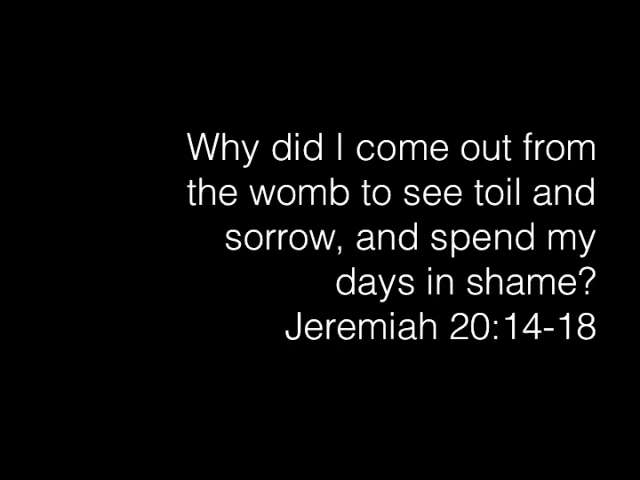 Why did I come out from
the womb to see toil and
sorrow, and spend my
days in shame?
Jeremiah 20:14-18